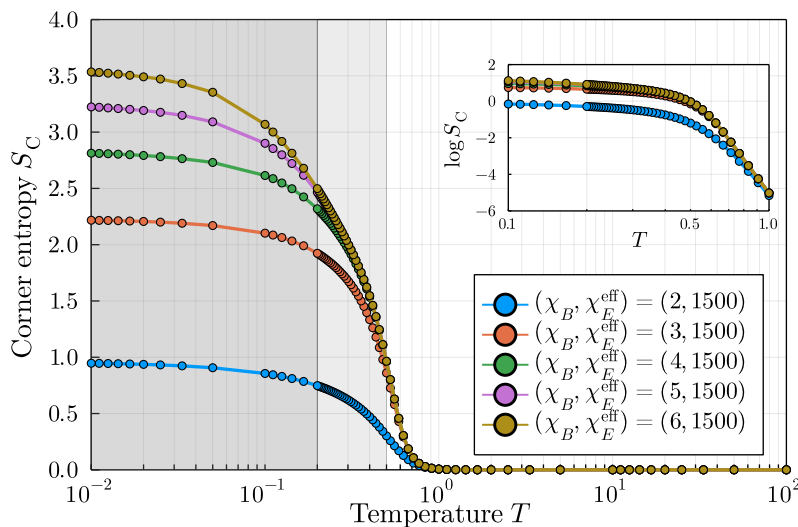 Corner entropy S_C
4.0
3.5
3.0
2.5
2.0
1.5
1.0
0.5
0.0
10^−2
10^−1
10^0
10^1
10^2
Temperature T
log S_C
2
0
−2
−4
−6
0.1
0.5
1.0
T
(χ_B, χ_E^eff) = (2, 1500)
(χ_B, χ_E^eff) = (3, 1500)
(χ_B, χ_E^eff) = (4, 1500)
(χ_B, χ_E^eff) = (5, 1500)
(χ_B, χ_E^eff) = (6, 1500)